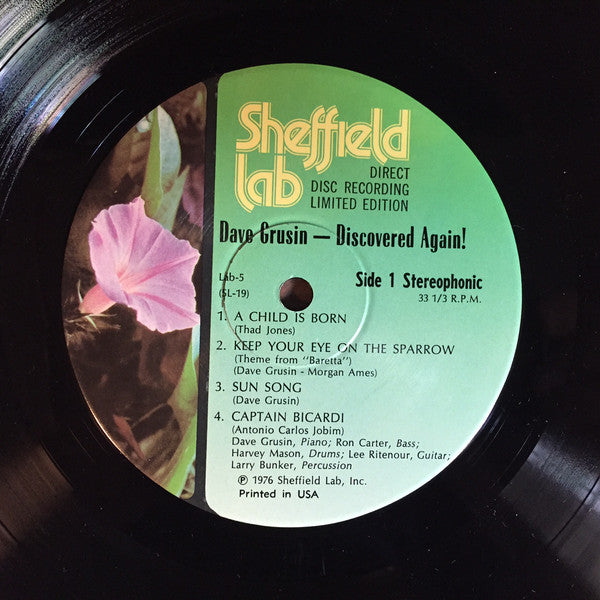 Sheffield
Lab
DIRECT
DISC RECORDING
LIMITED EDITION
Dave Grusin — Discovered Again!
Lab-5
(SL-19)
Side 1 Stereophonic
33 1/3 R.P.M.
1. A CHILD IS BORN
(Thad Jones)
2. KEEP YOUR EYE ON THE SPARROW
(Theme from "Baretta")
(Dave Grusin - Morgan Ames)
3. SUN SONG
(Dave Grusin)
4. CAPTAIN BICARDI
(Antonio Carlos Jobim)
Dave Grusin, Piano; Ron Carter, Bass;
Harvey Mason, Drums; Lee Ritenour, Guitar;
Larry Bunker, Percussion
℗ 1976 Sheffield Lab, Inc.
Printed in USA